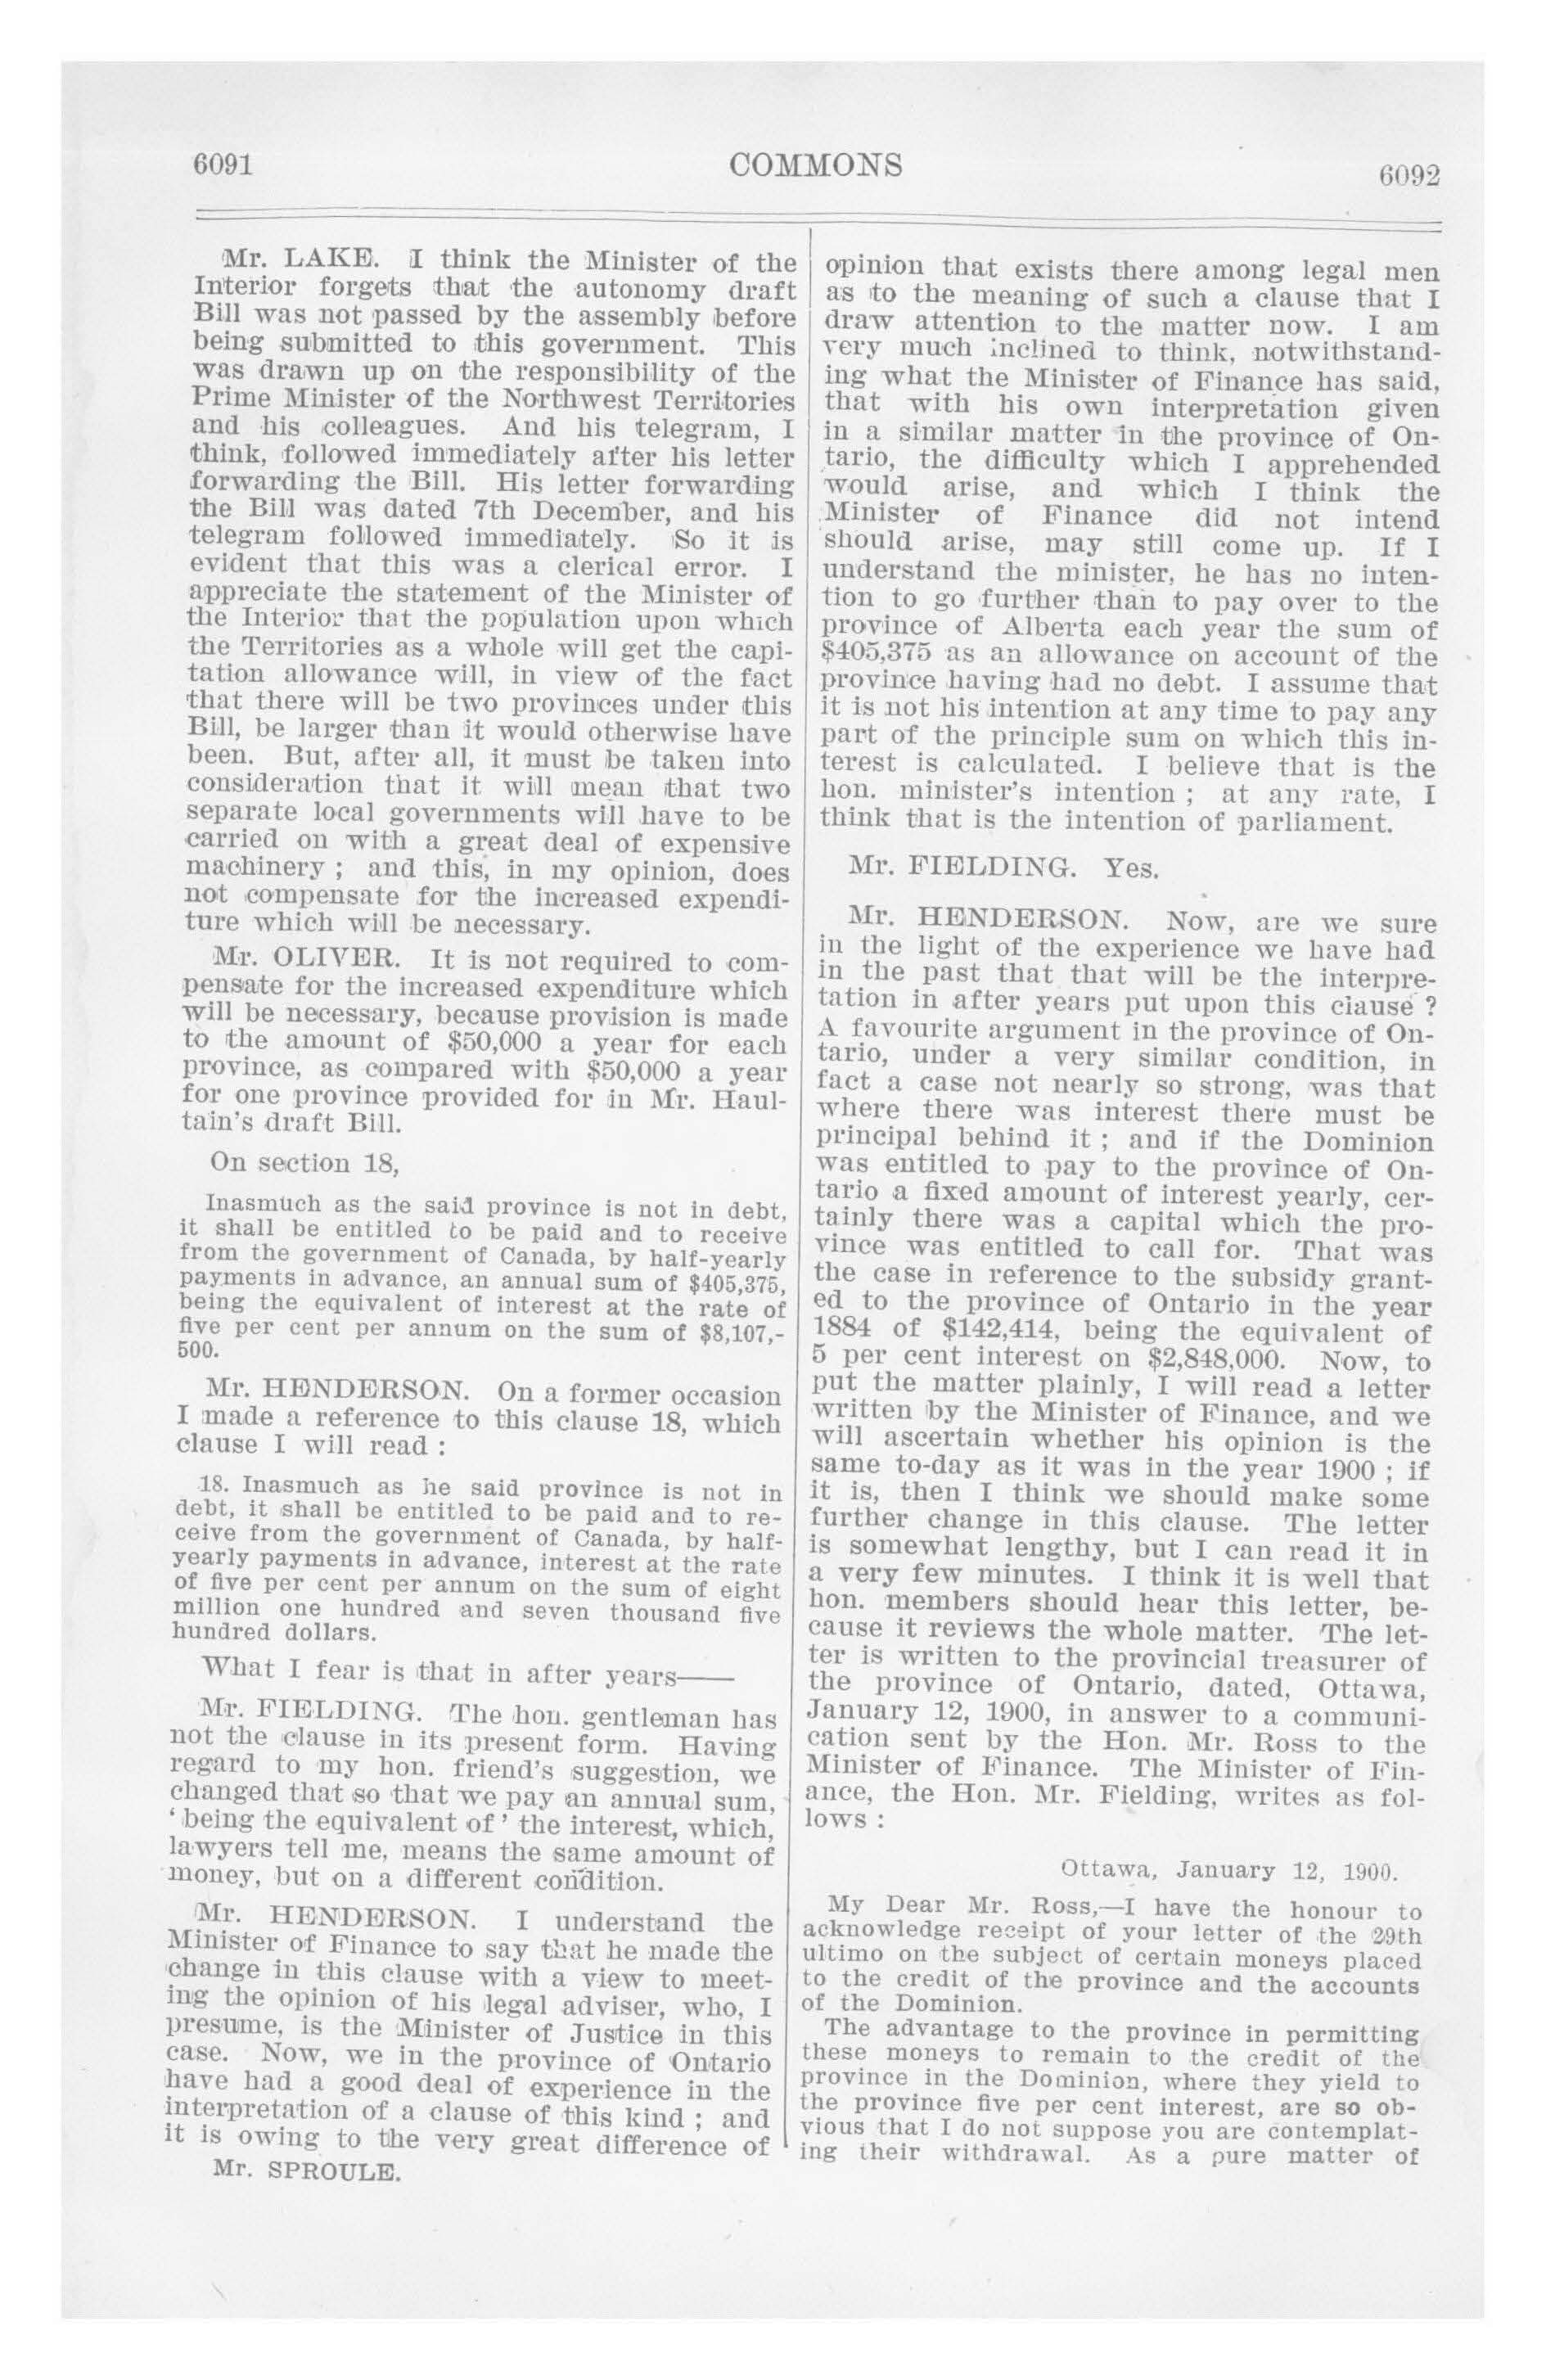 6091
COMMONS
6092
Mr. LAKE. I think the Minister of the
Interior forgets that the autonomy draft
Bill was not passed by the assembly before
being submitted to this government. This
was drawn up on the responsibility of the
Prime Minister of the Northwest Territories
and his colleagues. And his telegram, I
think, followed immediately after his letter
forwarding the Bill. His letter forwarding
the Bill was dated 7th December, and his
telegram followed immediately. So it is
evident that this was a clerical error. I
appreciate the statement of the Minister of
the Interior that the population upon which
the Territories as a whole will get the capi-
tation allowance will, in view of the fact
that there will be two provinces under this
Bill, be larger than it would otherwise have
been. But, after all, it must be taken into
consideration that it will mean that two
separate local governments will have to be
carried on with a great deal of expensive
machinery ; and this, in my opinion, does
not compensate for the increased expendi-
ture which will be necessary.
Mr. OLIVER. It is not required to com-
pensate for the increased expenditure which
will be necessary, because provision is made
to the amount of $50,000 a year for each
province, as compared with $50,000 a year
for one province provided for in Mr. Haul-
tain's draft Bill.
On section 18,
Inasmuch as the said province is not in debt,
it shall be entitled to be paid and to receive
from the government of Canada, by half-yearly
payments in advance, an annual sum of $405,375,
being the equivalent of interest at the rate of
five per cent per annum on the sum of $8,107,-
500.
Mr. HENDERSON. On a former occasion
I made a reference to this clause 18, which
clause I will read :
18. Inasmuch as he said province is not in
debt, it shall be entitled to be paid and to re-
ceive from the government of Canada, by half-
yearly payments in advance, interest at the rate
of five per cent per annum on the sum of eight
million one hundred and seven thousand five
hundred dollars.
What I fear is that in after years——
Mr. FIELDING. The hon. gentleman has
not the clause in its present form. Having
regard to my hon. friend's suggestion, we
changed that so that we pay an annual sum,
‘ being the equivalent of ’ the interest, which,
lawyers tell me, means the same amount of
money, but on a different condition.
Mr. HENDERSON. I understand the
Minister of Finance to say that he made the
change in this clause with a view to meet-
ing the opinion of his legal adviser, who, I
presume, is the Minister of Justice in this
case. Now, we in the province of Ontario
have had a good deal of experience in the
interpretation of a clause of this kind ; and
it is owing to the very great difference of
Mr. SPROULE.
opinion that exists there among legal men
as to the meaning of such a clause that I
draw attention to the matter now. I am
very much inclined to think, notwithstand-
ing what the Minister of Finance has said,
that with his own interpretation given
in a similar matter in the province of On-
tario, the difficulty which I apprehended
would arise, and which I think the
Minister of Finance did not intend
should arise, may still come up. If I
understand the minister, he has no inten-
tion to go further than to pay over to the
province of Alberta each year the sum of
$405,375 as an allowance on account of the
province having had no debt. I assume that
it is not his intention at any time to pay any
part of the principle sum on which this in-
terest is calculated. I believe that is the
hon. minister's intention ; at any rate, I
think that is the intention of parliament.
Mr. FIELDING. Yes.
Mr. HENDERSON. Now, are we sure
in the light of the experience we have had
in the past that that will be the interpre-
tation in after years put upon this clause ?
A favourite argument in the province of On-
tario, under a very similar condition, in
fact a case not nearly so strong, was that
where there was interest there must be
principal behind it ; and if the Dominion
was entitled to pay to the province of On-
tario a fixed amount of interest yearly, cer-
tainly there was a capital which the pro-
vince was entitled to call for. That was
the case in reference to the subsidy grant-
ed to the province of Ontario in the year
1884 of $142,414, being the equivalent of
5 per cent interest on $2,848,000. Now, to
put the matter plainly, I will read a letter
written by the Minister of Finance, and we
will ascertain whether his opinion is the
same to-day as it was in the year 1900 ; if
it is, then I think we should make some
further change in this clause. The letter
is somewhat lengthy, but I can read it in
a very few minutes. I think it is well that
hon. members should hear this letter, be-
cause it reviews the whole matter. The let-
ter is written to the provincial treasurer of
the province of Ontario, dated, Ottawa,
January 12, 1900, in answer to a communi-
cation sent by the Hon. Mr. Ross to the
Minister of Finance. The Minister of Fin-
ance, the Hon. Mr. Fielding, writes as fol-
lows :
Ottawa, January 12, 1900.
My Dear Mr. Ross,—I have the honour to
acknowledge receipt of your letter of the 29th
ultimo on the subject of certain moneys placed
to the credit of the province and the accounts
of the Dominion.
The advantage to the province in permitting
these moneys to remain to the credit of the
province in the Dominion, where they yield to
the province five per cent interest, are so ob-
vious that I do not suppose you are contemplat-
ing their withdrawal. As a pure matter of